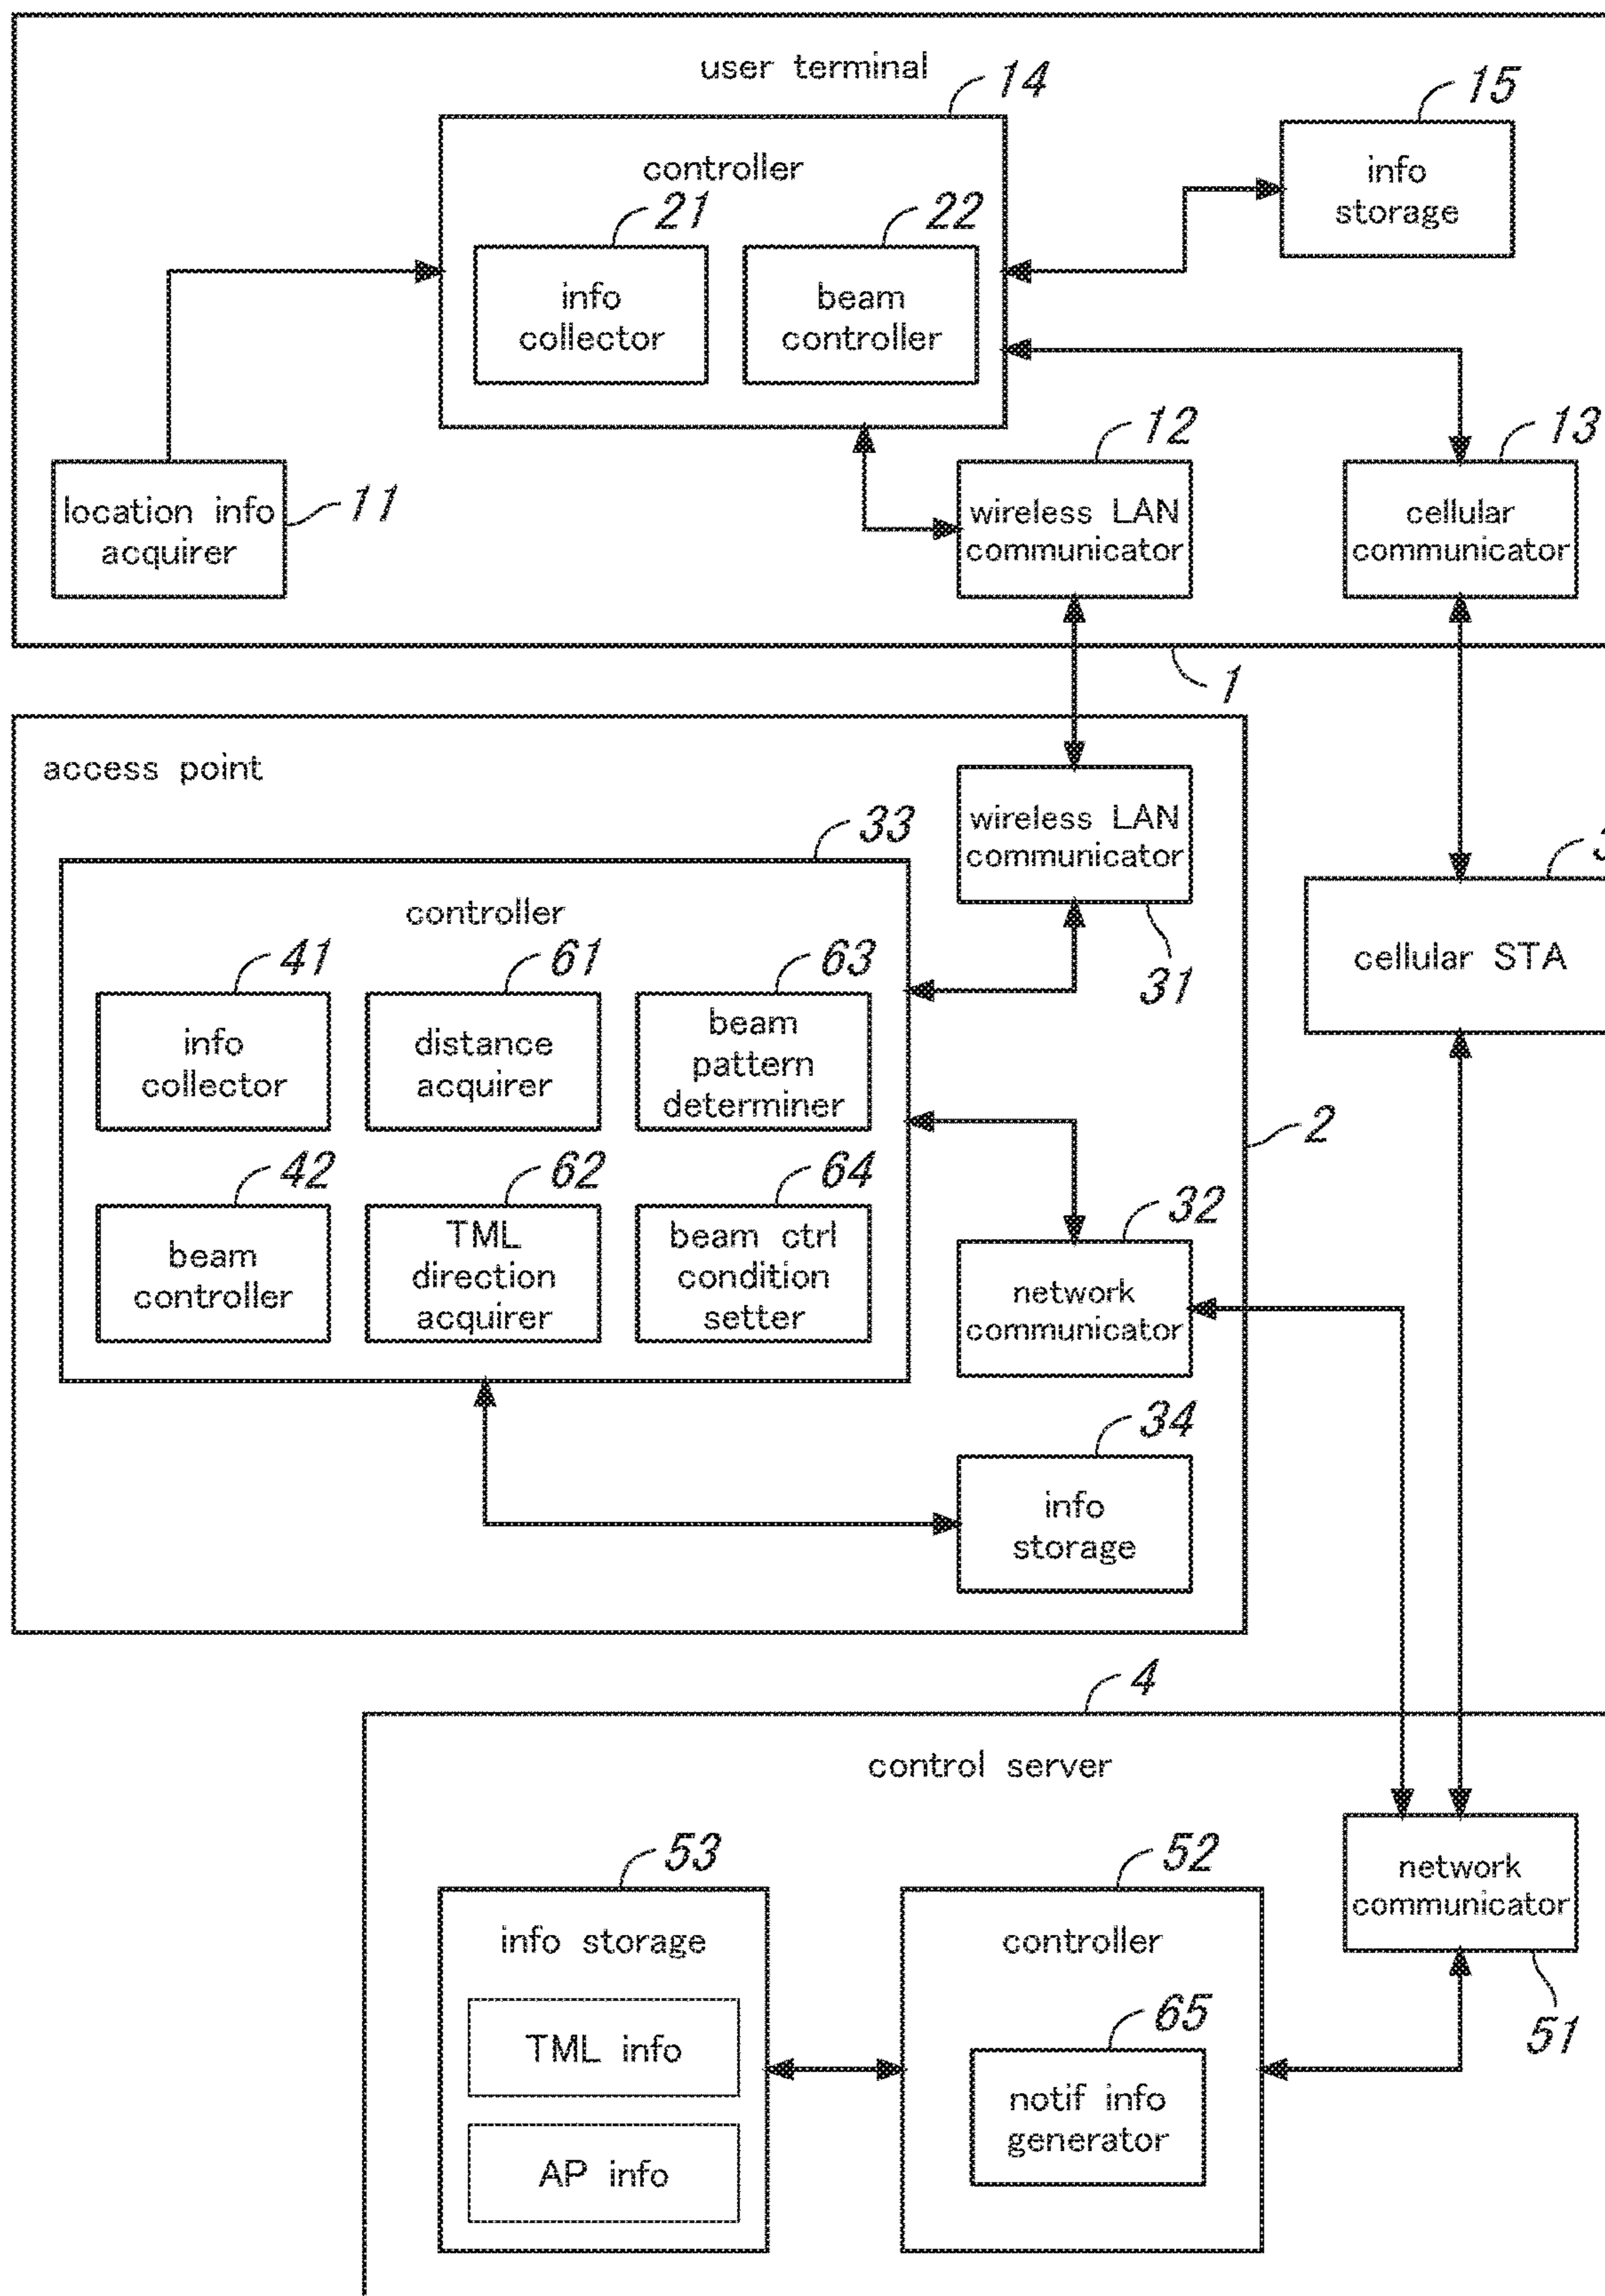 user terminal
14
15
controller
info
storage
21
22
info
collector
beam
controller
12
13
location info
acquirer
11
wireless LAN
communicator
cellular
communicator
1
access point
wireless LAN
communicator
33
3
controller
31
cellular STA
41
61
63
info
collector
distance
acquirer
beam
pattern
determiner
2
42
62
64
32
beam
controller
TML
direction
acquirer
beam ctrl
condition
setter
network
communicator
34
info
storage
4
control server
53
52
network
communicator
info storage
controller
51
65
TML info
notif info
generator
AP info